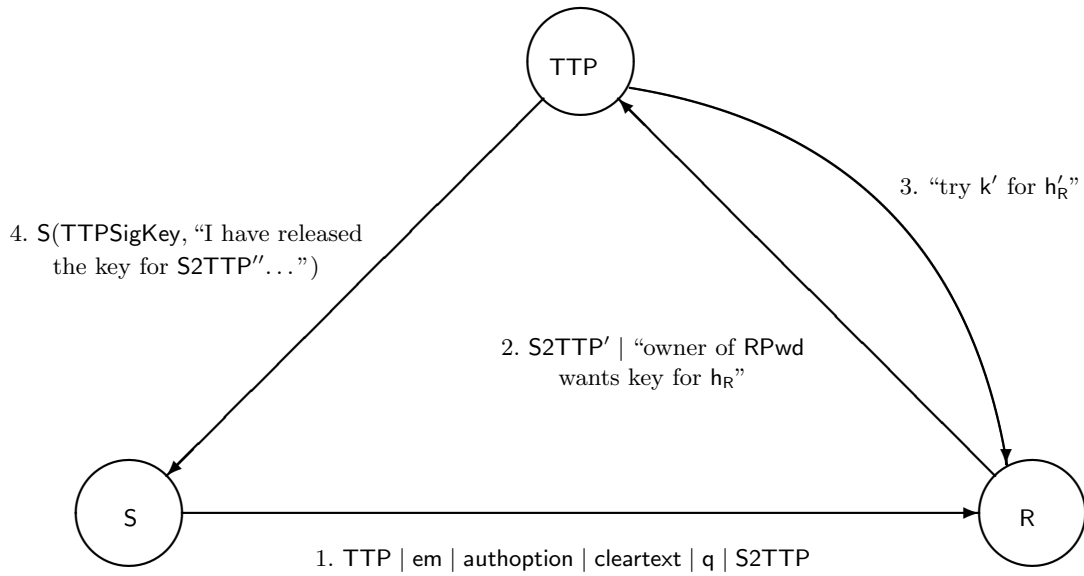 TTP
3. “try k′ for h′R”
4. S(TTPSigKey, “I have released
the key for S2TTP′′...”)
2. S2TTP′ | “owner of RPwd
wants key for hR”
S
R
1. TTP | em | authoption | cleartext | q | S2TTP